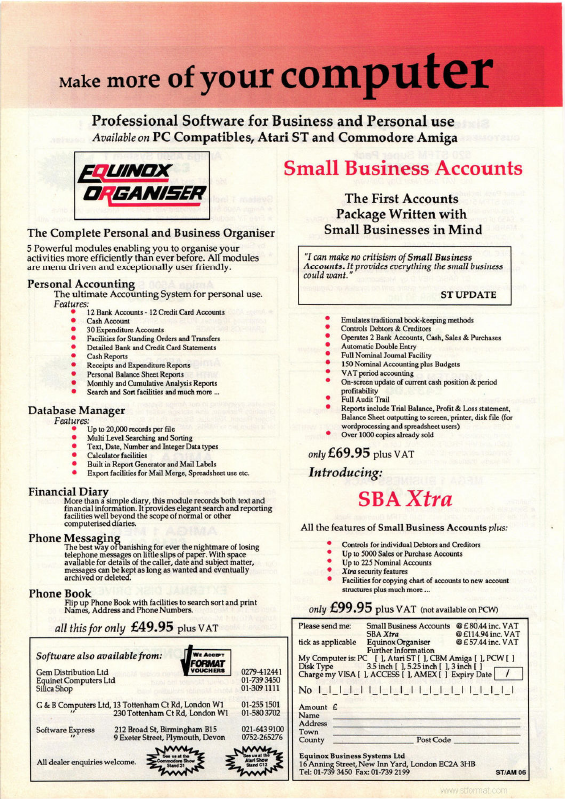 Make more of your computer
Professional Software for Business and Personal use
Available on PC Compatibles, Atari ST and Commodore Amiga
EQUINOX
ORGANISER
The Complete Personal and Business Organiser
5 Powerful modules enabling you to organise your
activities more efficiently than ever before. All modules
are menu driven and exceptionally user friendly.
Personal Accounting
The ultimate Accounting System for personal use.
Features:
12 Bank Accounts - 12 Credit Card Accounts
Cash Account
30 Expenditure Accounts
Facilities for Standing Orders and Transfers
Detailed Bank and Credit Card Statements
Cash Reports
Receipts and Expenditure Reports
Personal Balance Sheet Reports
Monthly and Cumulative Analysis Reports
Search and Sort facilities and much more ...
Database Manager
Features:
Up to 20,000 records per file
Multi Level Searching and Sorting
Text, Date, Number and Integer Data types
Calculator facilities
Built in Report Generator and Mail Labels
Export facilities for Mail Merge, Spreadsheet use etc.
Financial Diary
More than a simple diary, this module records both text and
financial information. It provides elegant search and reporting
facilities well beyond the scope of normal or other
computerised diaries.
Phone Messaging
The best way of banishing for ever the nightmare of losing
telephone messages on little slips of paper. With space
available for details of the caller, date and subject matter,
messages can be kept as long as wanted and eventually
archived or deleted.
Phone Book
Flip up Phone Book with facilities to search sort and print
Names, Address and Phone Numbers.
all this for only £49.95 plus VAT
Software also available from:
WE ACCEPT
FORMAT
VOUCHERS
Gem Distribution Ltd 0279-412441
Equinet Computers Ltd 01-739 3450
Silica Shop 01-309 1111
G & B Computers Ltd, 13 Tottenham Ct Rd, London W1 01-255 1501
" 230 Tottenham Ct Rd, London W1 01-580 3702
Software Express 212 Broad St, Birmingham B15 021-643 9100
" 9 Exeter Street, Plymouth, Devon 0752-265276
All dealer enquiries welcome.
See us at the
Commodore Show
Stand 21
See us at the
Atari Show
Stand C12
Small Business Accounts
The First Accounts
Package Written with
Small Businesses in Mind
"I can make no critisism of Small Business
Accounts. It provides everything the small business
could want."
ST UPDATE
Emulates traditional book-keeping methods
Controls Debtors & Creditors
Operates 2 Bank Accounts, Cash, Sales & Purchases
Automatic Double Entry
Full Nominal Journal Facility
150 Nominal Accounting plus Budgets
VAT period accounting
On-screen update of current cash position & period
profitability
Full Audit Trail
Reports include Trial Balance, Profit & Loss statement,
Balance Sheet outputting to screen, printer, disk file (for
wordprocessing and spreadsheet users)
Over 1000 copies already sold
only £69.95 plus VAT
Introducing:
SBA Xtra
All the features of Small Business Accounts plus:
Controls for individual Debtors and Creditors
Up to 5000 Sales or Purchase Accounts
Up to 225 Nominal Accounts
Xtra security features
Facilities for copying chart of accounts to new account
structures plus much more ...
only £99.95 plus VAT (not available on PCW)
Please send me: Small Business Accounts @ £80.44 inc. VAT
SBA Xtra @ £114.94 inc. VAT
tick as applicable Equinox Organiser @ £57.44 inc. VAT
Further Information
My Computer is: PC [ ], Atari ST [ ], CBM Amiga [ ], PCW [ ]
Disk Type 3.5 inch [ ], 5.25 inch [ ], 3 inch [ ]
Charge my VISA [ ], ACCESS [ ], AMEX [ ] Expiry Date /
No
Amount £
Name
Address
Town
County Post Code
Equinox Business Systems Ltd
16 Anning Street, New Inn Yard, London EC2A 3HB
Tel: 01-739 3450 Fax: 01-739 2199 ST/AM 06
www.stformat.com